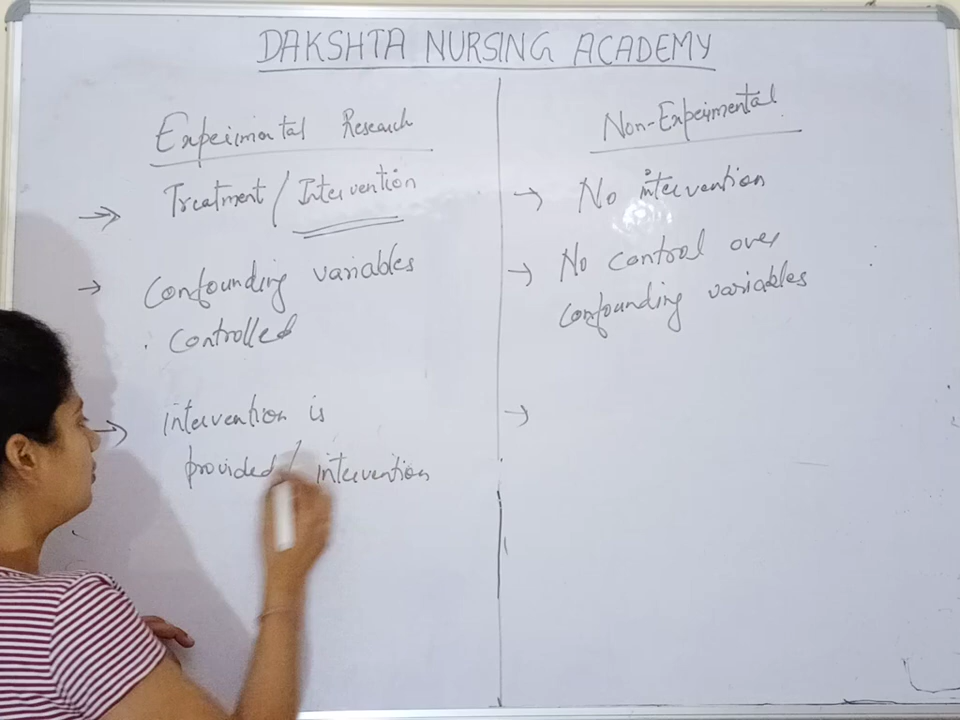 DAKSHTA NURSING ACADEMY
Experimental Research
Treatment / Intervention
Confounding variables
controlled
intervention is
provided / intervention
Non-Experimental
No intervention
No control over
confounding variables